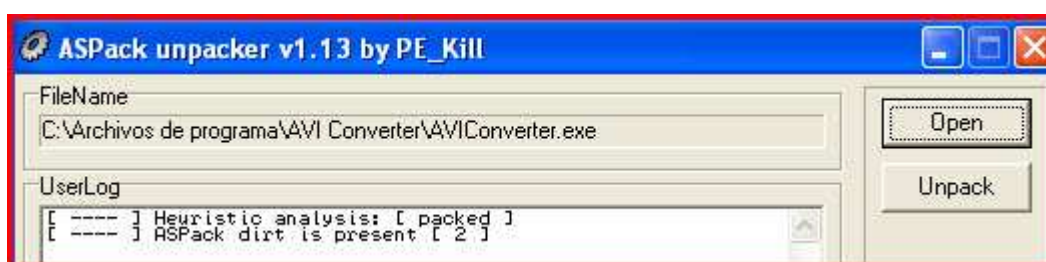 ASPack unpacker v1.13 by PE_Kill
FileName
C:\Archivos de programa\AVI Converter\AVIConverter.exe
Open
UserLog
Unpack
[ ---- ] Heuristic analysis: [ packed ]
[ ---- ] ASPack dirt is present [ 2 ]